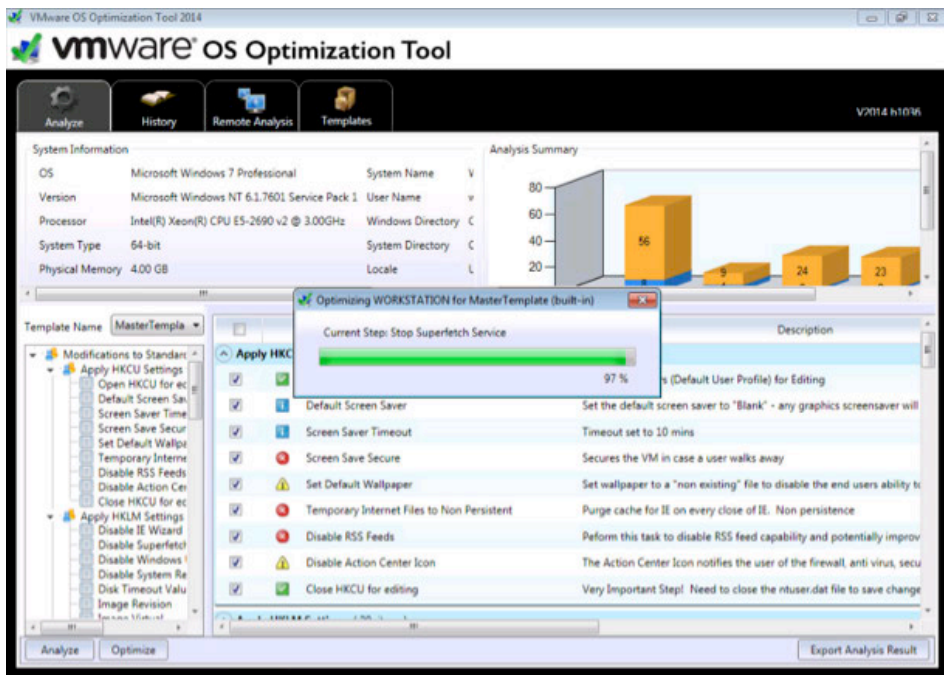 VMware OS Optimization Tool 2014
vmware OS Optimization Tool
Analyze
History
Remote Analysis
Templates
V2014 b1036
System Information
OS Microsoft Windows 7 Professional System Name
Version Microsoft Windows NT 6.1.7601 Service Pack 1 User Name
Processor Intel(R) Xeon(R) CPU E5-2690 v2 @ 3.00GHz Windows Directory
System Type 64-bit System Directory
Physical Memory 4.00 GB Locale
Analysis Summary
80
60
40
20
56
9
24
23
Optimizing WORKSTATION for MasterTemplate (built-in)
Current Step: Stop Superfetch Service
97 %
Template Name MasterTempla
Modifications to Standar
Apply HKCU Settings
Open HKCU for ec
Default Screen Sav
Screen Saver Time
Screen Save Secur
Set Default Wallpa
Temporary Interne
Disable RSS Feeds
Disable Action Cen
Close HKCU for ec
Apply HKLM Settings
Disable IE Wizard
Disable Superfetch
Disable Windows
Disable System Re
Disk Timeout Valu
Image Revision
Description
Apply HKC
(Default User Profile) for Editing
Default Screen Saver Set the default screen saver to "Blank" - any graphics screensaver will
Screen Saver Timeout Timeout set to 10 mins
Screen Save Secure Secures the VM in case a user walks away
Set Default Wallpaper Set wallpaper to a "non existing" file to disable the end users ability to
Temporary Internet Files to Non Persistent Purge cache for IE on every close of IE. Non persistence
Disable RSS Feeds Peform this task to disable RSS feed capability and potentially improv
Disable Action Center Icon The Action Center Icon notifies the user of the firewall, anti virus, secu
Close HKCU for editing Very Important Step! Need to close the ntuser.dat file to save change
Analyze
Optimize
Export Analysis Result